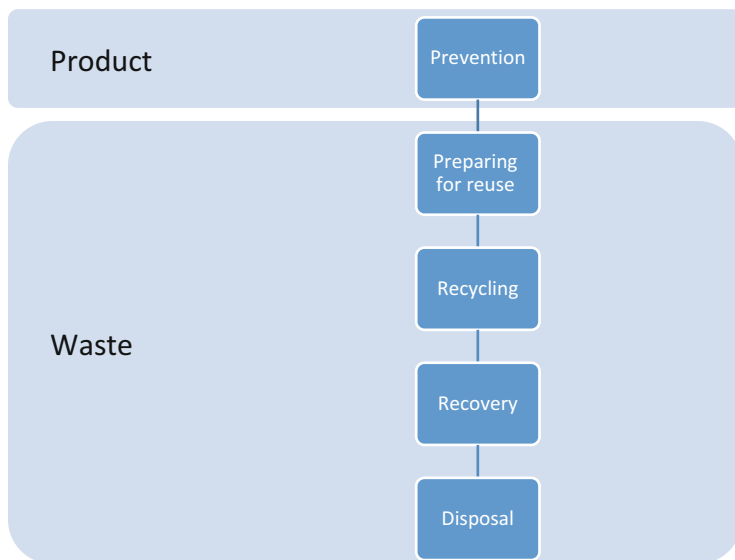 Product
Prevention
Preparing
for reuse
Recycling
Waste
Recovery
Disposal